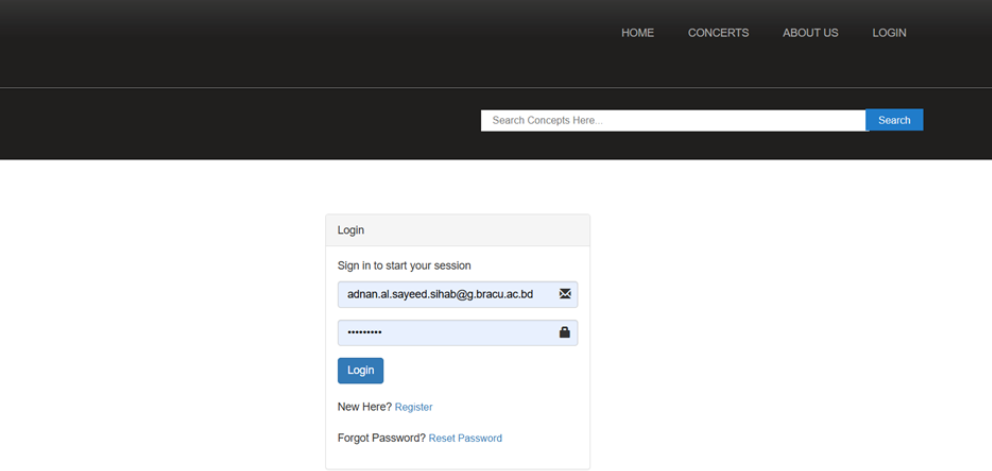 HOME CONCERTS ABOUT US LOGIN
Search Concepts Here... Search
Login
Sign in to start your session
adnan.al.sayeed.sihab@g.bracu.ac.bd
•••••••••
Login
New Here? Register
Forgot Password? Reset Password